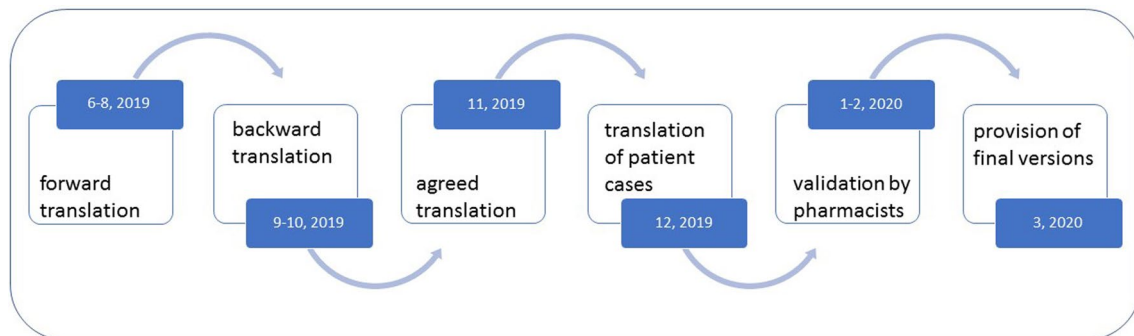 6-8, 2019
forward
translation
backward
translation
9-10, 2019
11, 2019
agreed
translation
translation
of patient
cases
12, 2019
1-2, 2020
validation by
pharmacists
provision of
final versions
3, 2020